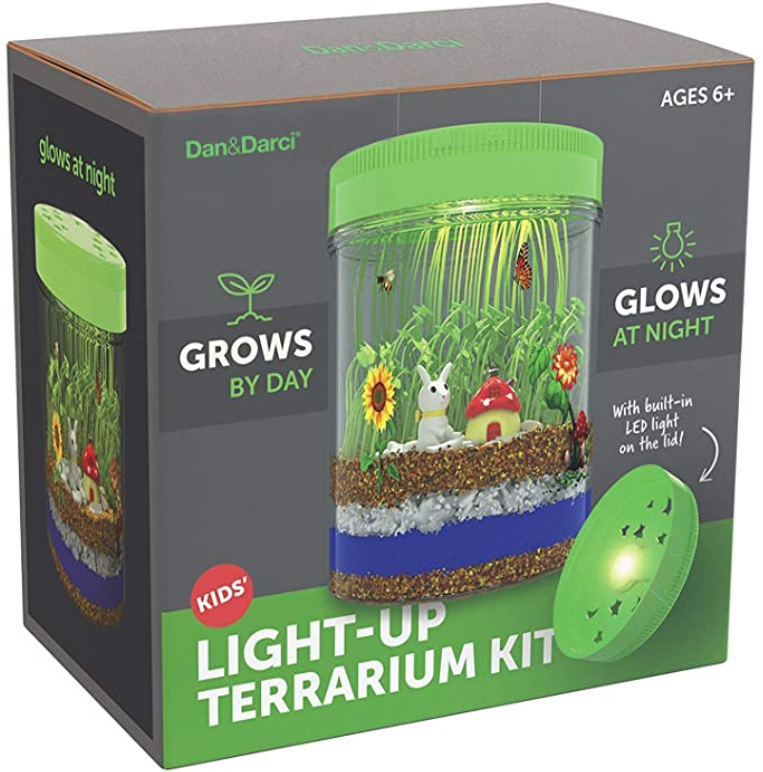 Dan&Darci
AGES 6+
Dan&Darci®
glows at night
GROWS
BY DAY
GLOWS
AT NIGHT
With built-in
LED light
on the lid!
KIDS'
LIGHT-UP
TERRARIUM KIT